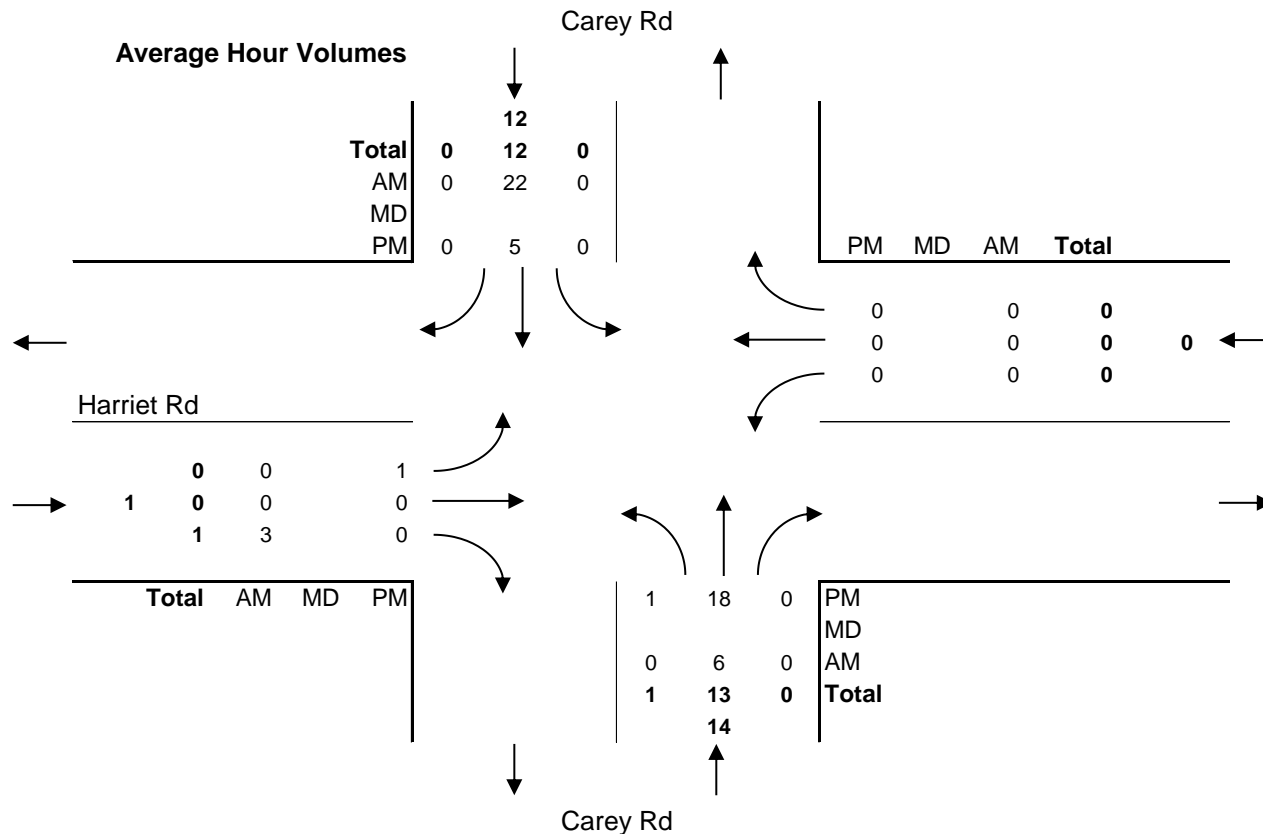 Carey Rd
Average Hour Volumes
12
Total 0 12 0
AM 0 22 0
MD
PM 0 5 0
PM MD AM Total
0 0 0
0 0 0 0
0 0 0
Harriet Rd
0 0 1
1 0 0 0
1 3 0
Total AM MD PM
1 18 0 PM
MD
0 6 0 AM
1 13 0 Total
14
Carey Rd